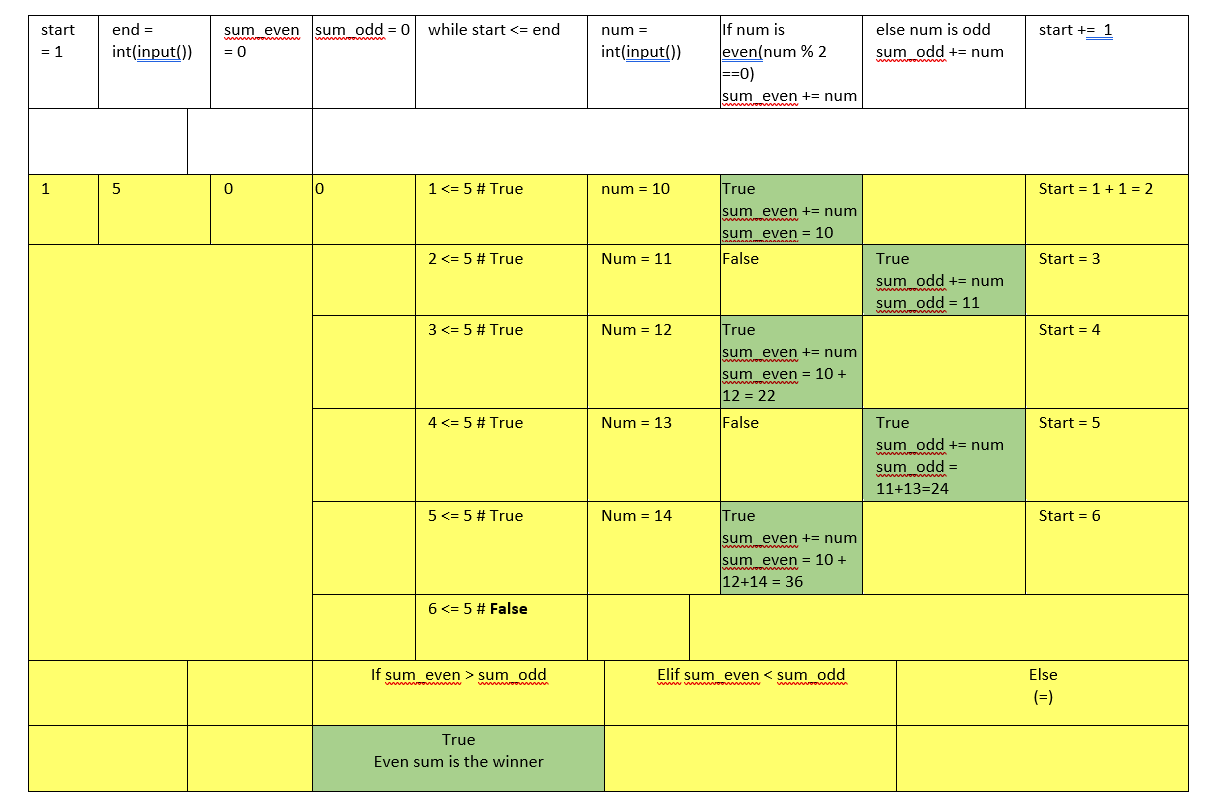 start
= 1
end =
int(input())
sum_even
= 0
sum_odd = 0
while start <= end
num =
int(input())
If num is
even(num % 2
==0)
sum_even += num
else num is odd
sum_odd += num
start += 1
1
5
0
0
1 <= 5 # True
num = 10
True
sum_even += num
sum_even = 10
Start = 1 + 1 = 2
2 <= 5 # True
Num = 11
False
True
sum_odd += num
sum_odd = 11
Start = 3
3 <= 5 # True
Num = 12
True
sum_even += num
sum_even = 10 +
12 = 22
Start = 4
4 <= 5 # True
Num = 13
False
True
sum_odd += num
sum_odd =
11+13=24
Start = 5
5 <= 5 # True
Num = 14
True
sum_even += num
sum_even = 10 +
12+14 = 36
Start = 6
6 <= 5 # False
If sum_even > sum_odd
Elif sum_even < sum_odd
Else
(=)
True
Even sum is the winner